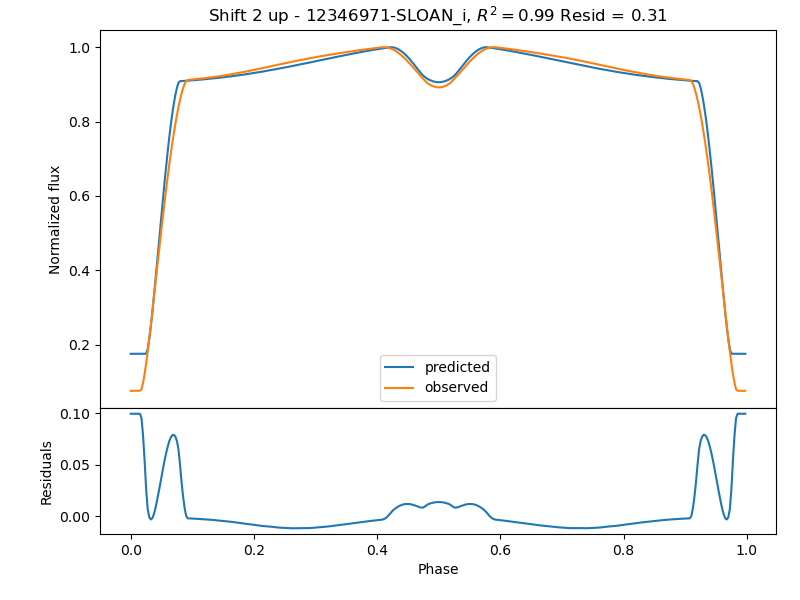 Shift 2 up - 12346971-SLOAN_i, R² = 0.99 Resid = 0.31
Normalized flux
1.0
0.8
0.6
0.4
0.2
predicted
observed
Residuals
0.10
0.05
0.00
0.0 0.2 0.4 0.6 0.8 1.0
Phase